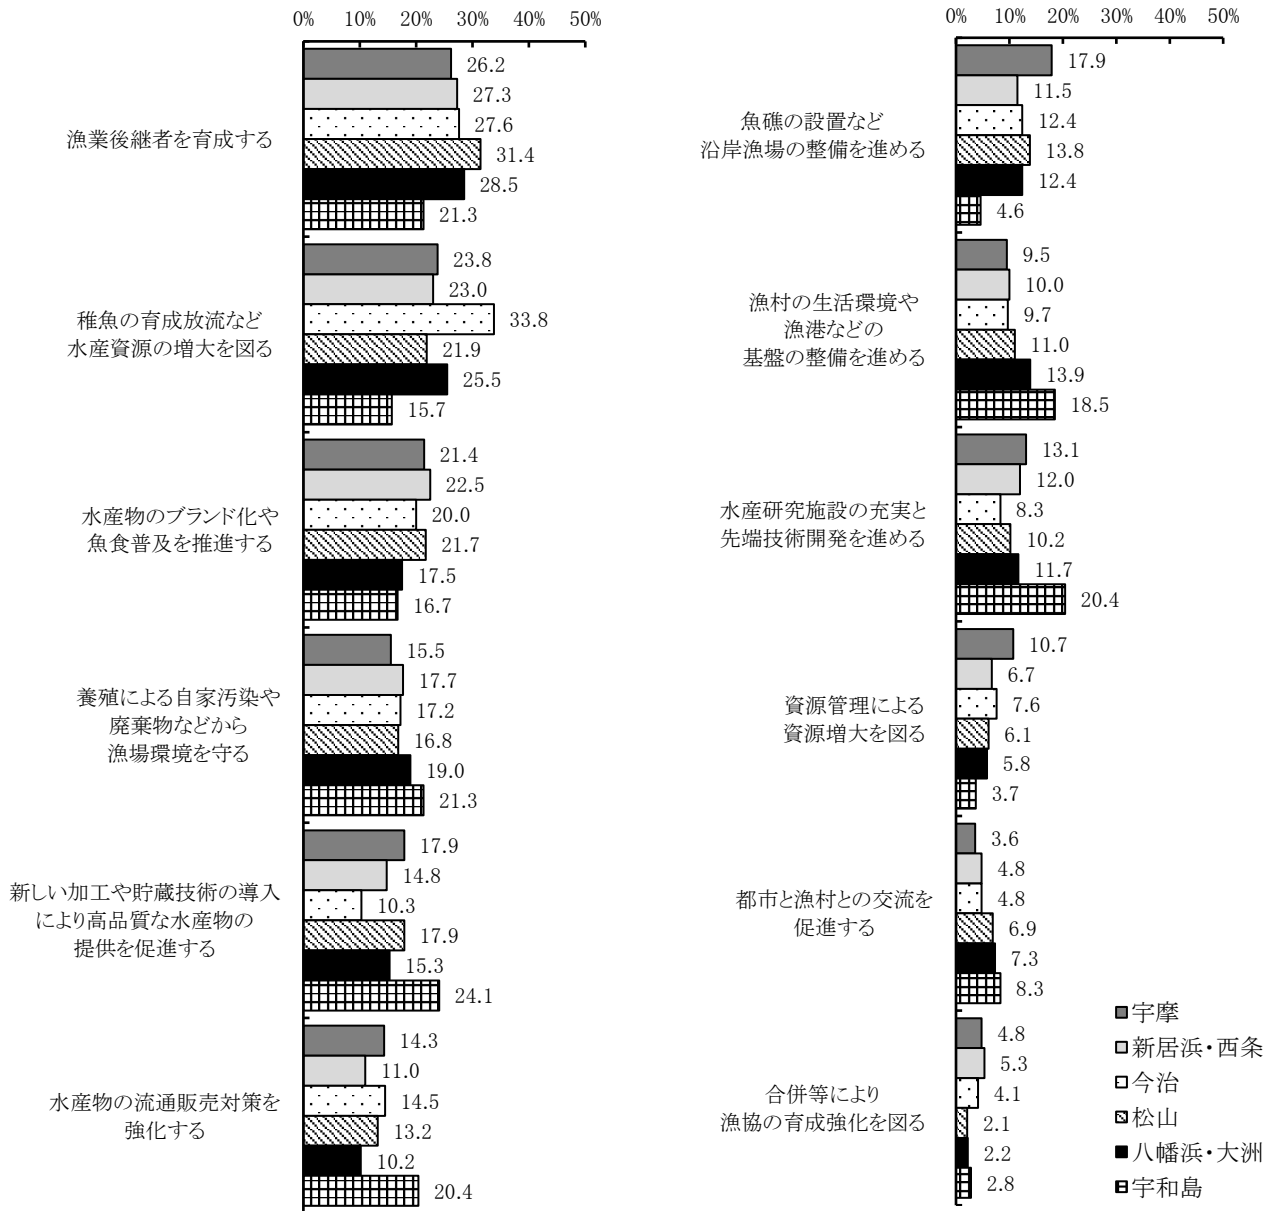 0% 10% 20% 30% 40% 50%
漁業後継者を育成する
26.2
27.3
27.6
31.4
28.5
21.3
稚魚の育成放流など
水産資源の増大を図る
23.8
23.0
33.8
21.9
25.5
15.7
水産物のブランド化や
魚食普及を推進する
21.4
22.5
20.0
21.7
17.5
16.7
養殖による自家汚染や
廃棄物などから
漁場環境を守る
15.5
17.7
17.2
16.8
19.0
21.3
新しい加工や貯蔵技術の導入
により高品質な水産物の
提供を促進する
17.9
14.8
10.3
17.9
15.3
24.1
水産物の流通販売対策を
強化する
14.3
11.0
14.5
13.2
10.2
20.4
0% 10% 20% 30% 40% 50%
魚礁の設置など
沿岸漁場の整備を進める
17.9
11.5
12.4
13.8
12.4
4.6
漁村の生活環境や
漁港などの
基盤の整備を進める
9.5
10.0
9.7
11.0
13.9
18.5
水産研究施設の充実と
先端技術開発を進める
13.1
12.0
8.3
10.2
11.7
20.4
資源管理による
資源増大を図る
10.7
6.7
7.6
6.1
5.8
3.7
都市と漁村との交流を
促進する
3.6
4.8
4.8
6.9
7.3
8.3
合併等により
漁協の育成強化を図る
4.8
5.3
4.1
2.1
2.2
2.8
宇摩
新居浜・西条
今治
松山
八幡浜・大洲
宇和島